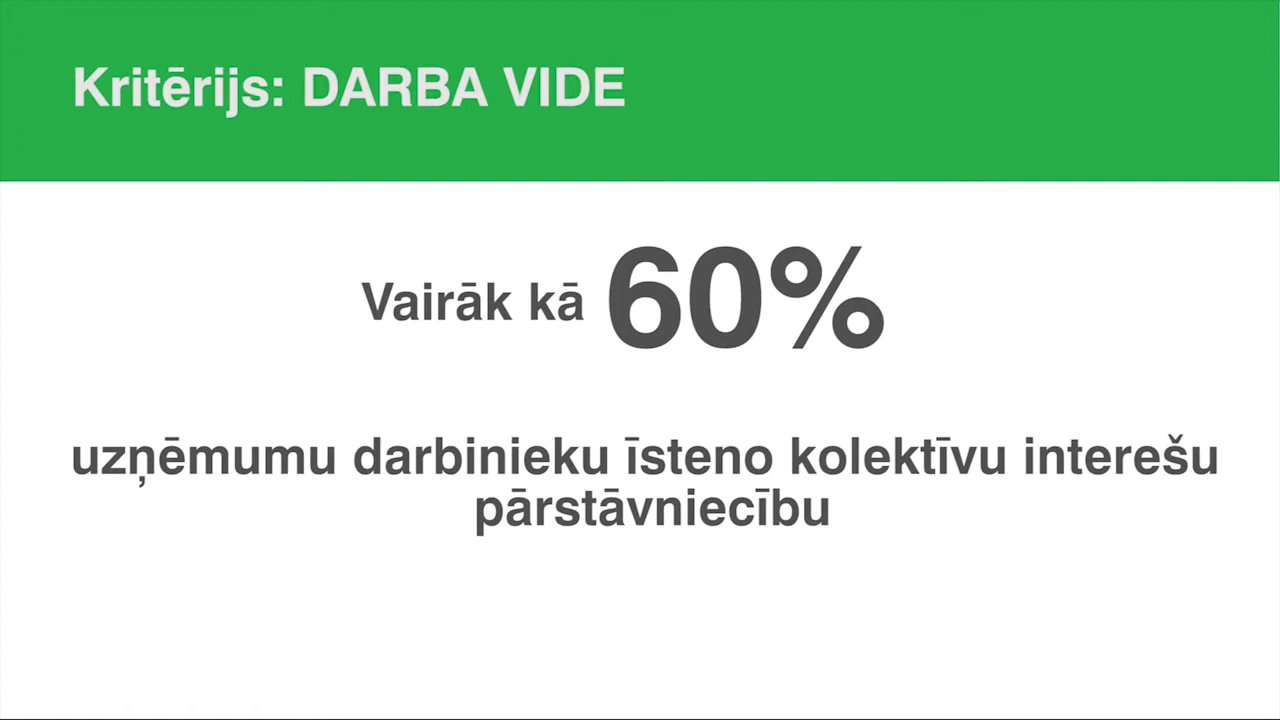 Kritērijs: DARBA VIDE
Vairāk kā 60%
uzņēmumu darbinieku īsteno kolektīvu interešu
pārstāvniecību